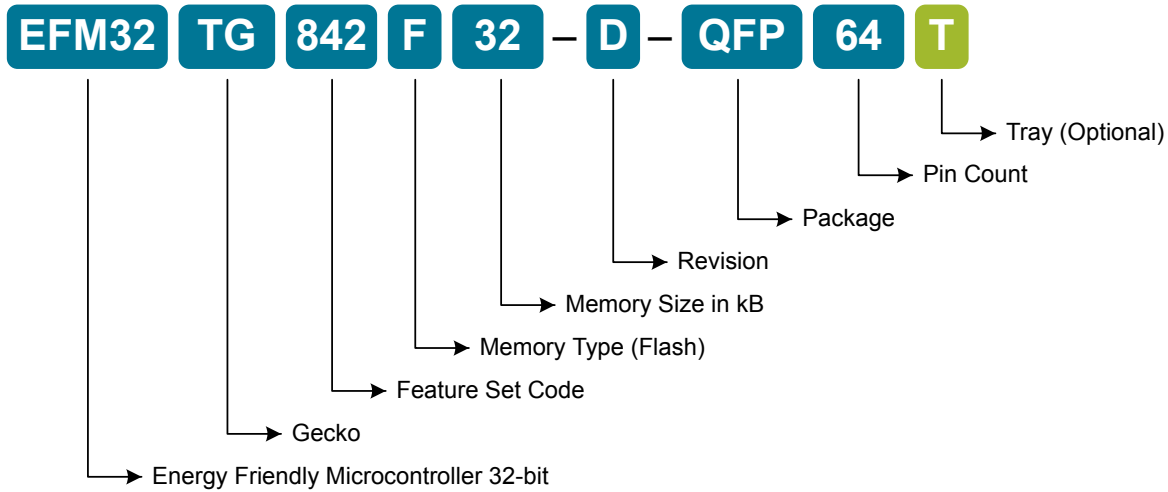 EFM32 TG 842 F 32 – D – QFP 64 T
Tray (Optional)
Pin Count
Package
Revision
Memory Size in kB
Memory Type (Flash)
Feature Set Code
Gecko
Energy Friendly Microcontroller 32-bit